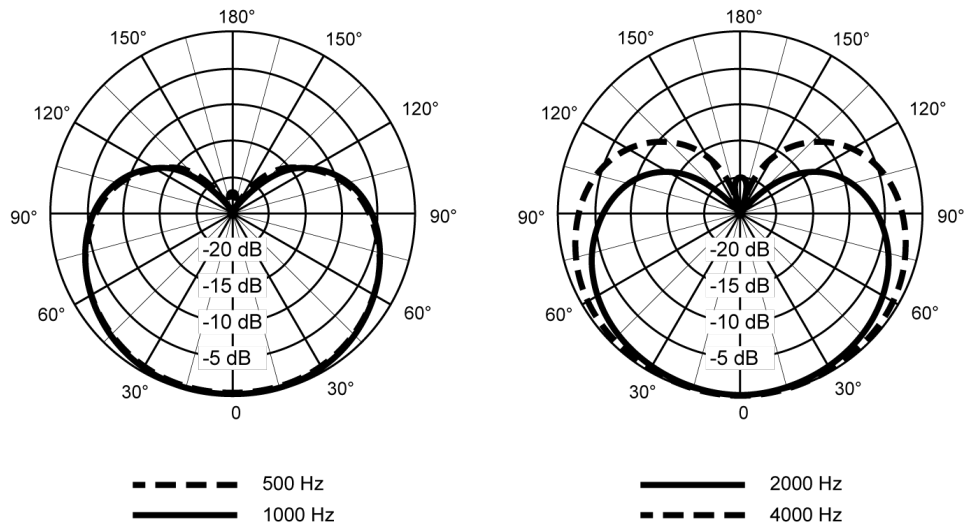 180°
150° 150°
120° 120°
90° 90°
-20 dB
-15 dB
60° 60°
-10 dB
-5 dB
30° 30°
0
500 Hz
1000 Hz
180°
150° 150°
120° 120°
90° 90°
-20 dB
-15 dB
60° 60°
-10 dB
-5 dB
30° 30°
0
2000 Hz
4000 Hz